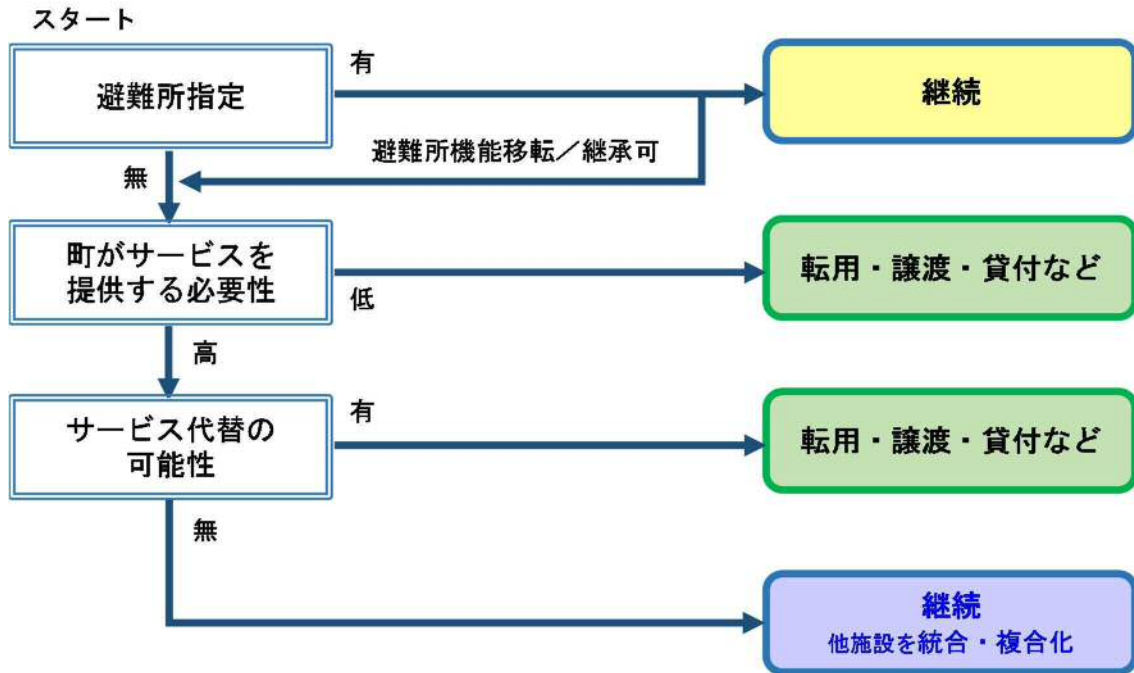 スタート
避難所指定
有
継続
避難所機能移転／継承可
無
町がサービスを
提供する必要性
低
転用・譲渡・貸付など
高
サービス代替の
可能性
有
転用・譲渡・貸付など
無
継続
他施設を統合・複合化